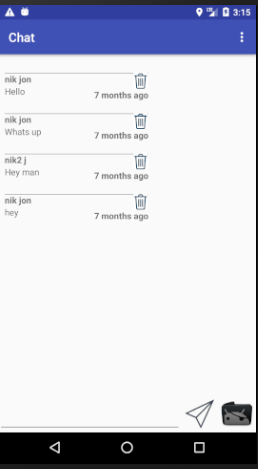 3:15
Chat
nik jon
Hello
7 months ago
nik jon
Whats up
7 months ago
nik2 j
Hey man
7 months ago
nik jon
hey
7 months ago